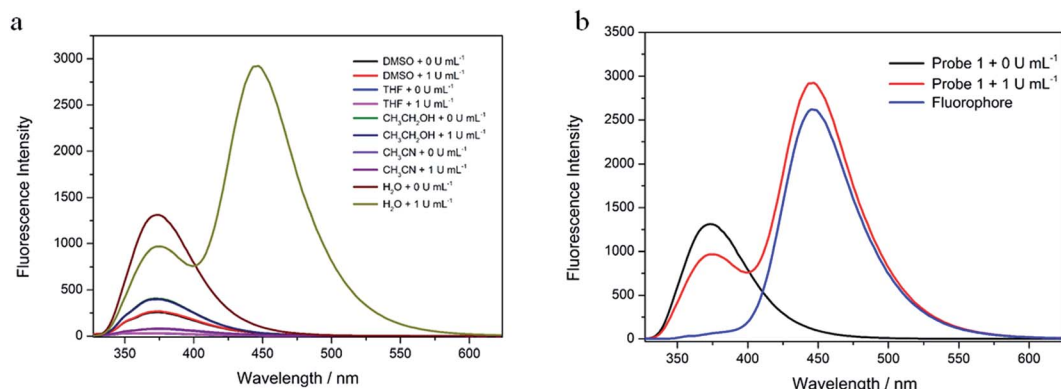 a
3000
2500
2000
1500
1000
500
250
0
350
400
450
500
550
600
Fluorescence Intensity
Wavelength / nm
DMSO + 0 U mL⁻¹
DMSO + 1 U mL⁻¹
THF + 0 U mL⁻¹
THF + 1 U mL⁻¹
CH₃CH₂OH + 0 U mL⁻¹
CH₃CH₂OH + 1 U mL⁻¹
CH₃CN + 0 U mL⁻¹
CH₃CN + 1 U mL⁻¹
H₂O + 0 U mL⁻¹
H₂O + 1 U mL⁻¹
b
3500
3000
2500
2000
1500
1000
500
0
350
400
450
500
550
600
Fluorescence Intensity
Wavelength / nm
Probe 1 + 0 U mL⁻¹
Probe 1 + 1 U mL⁻¹
Fluorophore